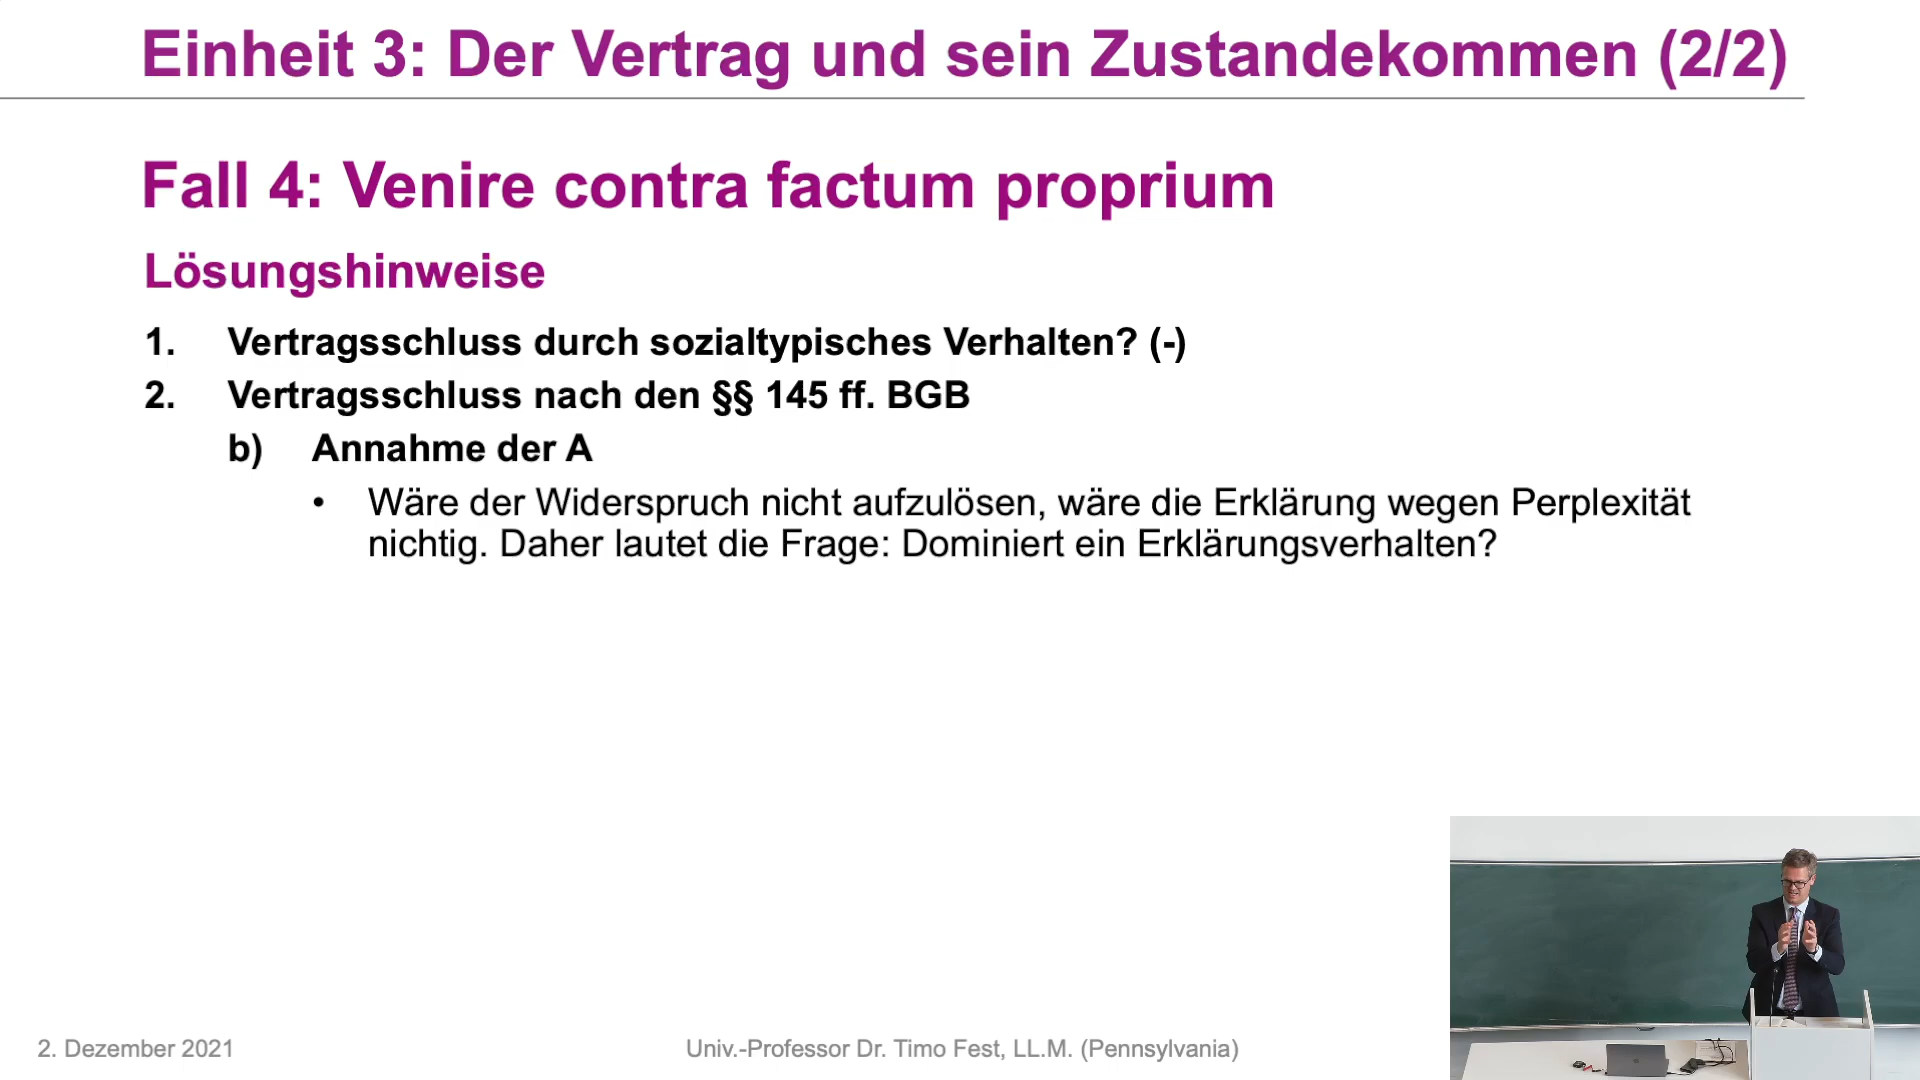 Einheit 3: Der Vertrag und sein Zustandekommen (2/2)
Fall 4: Venire contra factum proprium
Lösungshinweise
1. Vertragsschluss durch sozialtypisches Verhalten? (-)
2. Vertragsschluss nach den §§ 145 ff. BGB
b) Annahme der A
• Wäre der Widerspruch nicht aufzulösen, wäre die Erklärung wegen Perplexität
nichtig. Daher lautet die Frage: Dominiert ein Erklärungsverhalten?
2. Dezember 2021
Univ.-Professor Dr. Timo Fest, LL.M. (Pennsylvania)